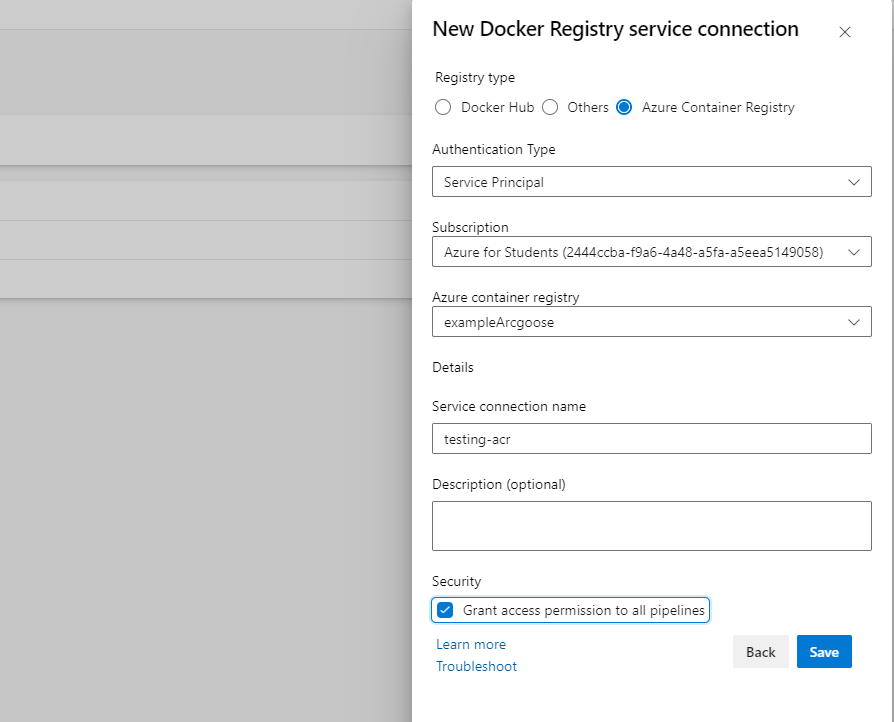 New Docker Registry service connection
Registry type
Docker Hub Others Azure Container Registry
Authentication Type
Service Principal
Subscription
Azure for Students (2444ccba-f9a6-4a48-a5fa-a5eea5149058)
Azure container registry
exampleArcgoose
Details
Service connection name
testing-acr
Description (optional)
Security
Grant access permission to all pipelines
Learn more
Troubleshoot
Back Save